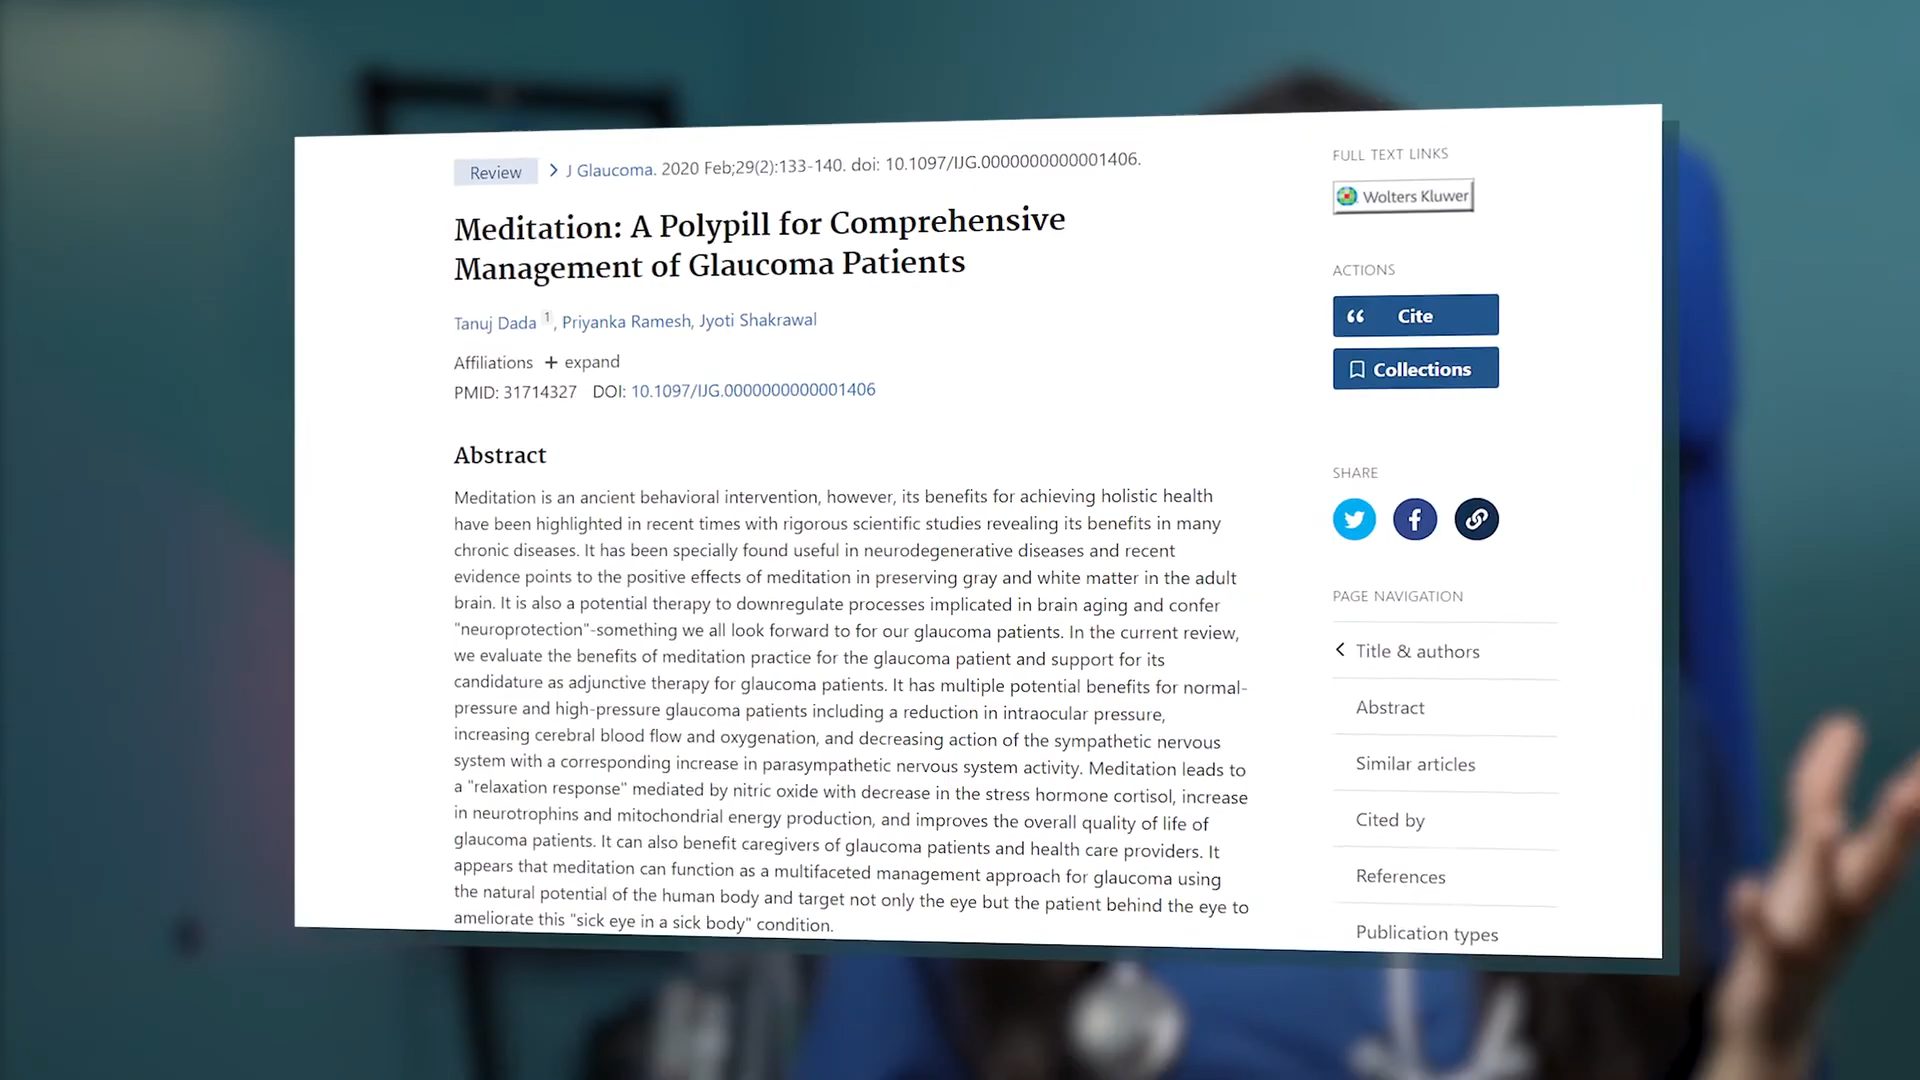 Review
J Glaucoma. 2020 Feb;29(2):133-140. doi: 10.1097/IJG.0000000000001406.
Meditation: A Polypill for Comprehensive
Management of Glaucoma Patients
Tanuj Dada 1, Priyanka Ramesh, Jyoti Shakrawal
Affiliations + expand
PMID: 31714327 DOI: 10.1097/IJG.0000000000001406
Abstract
Meditation is an ancient behavioral intervention, however, its benefits for achieving holistic health
have been highlighted in recent times with rigorous scientific studies revealing its benefits in many
chronic diseases. It has been specially found useful in neurodegenerative diseases and recent
evidence points to the positive effects of meditation in preserving gray and white matter in the adult
brain. It is also a potential therapy to downregulate processes implicated in brain aging and confer
"neuroprotection"-something we all look forward to for our glaucoma patients. In the current review,
we evaluate the benefits of meditation practice for the glaucoma patient and support for its
candidature as adjunctive therapy for glaucoma patients. It has multiple potential benefits for normal-
pressure and high-pressure glaucoma patients including a reduction in intraocular pressure,
increasing cerebral blood flow and oxygenation, and decreasing action of the sympathetic nervous
system with a corresponding increase in parasympathetic nervous system activity. Meditation leads to
a "relaxation response" mediated by nitric oxide with decrease in the stress hormone cortisol, increase
in neurotrophins and mitochondrial energy production, and improves the overall quality of life of
glaucoma patients. It can also benefit caregivers of glaucoma patients and health care providers. It
appears that meditation can function as a multifaceted management approach for glaucoma using
the natural potential of the human body and target not only the eye but the patient behind the eye to
ameliorate this "sick eye in a sick body" condition.
FULL TEXT LINKS
Wolters Kluwer
ACTIONS
Cite
Collections
SHARE
PAGE NAVIGATION
Title & authors
Abstract
Similar articles
Cited by
References
Publication types